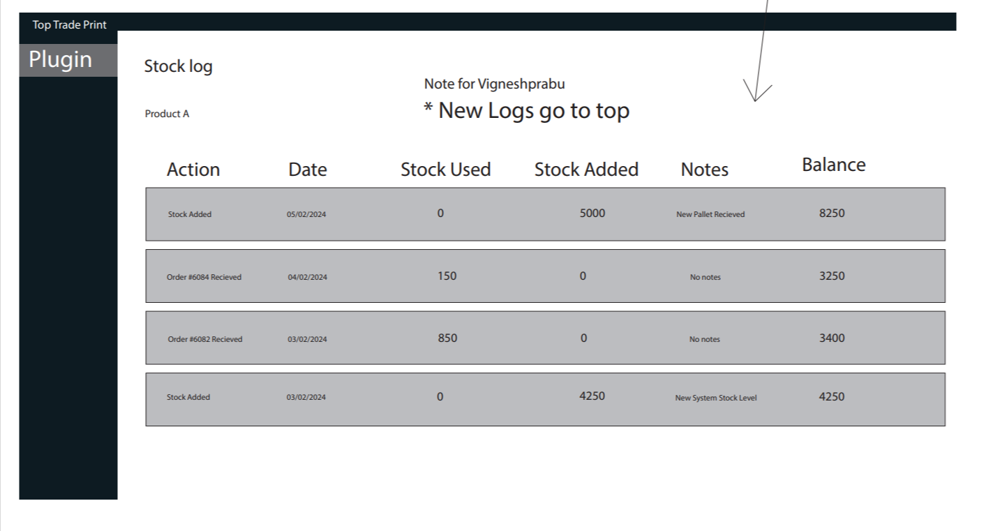 Top Trade Print
Plugin
Stock log
Note for Vigneshprabu
* New Logs go to top
Product A
Action Date Stock Used Stock Added Notes Balance
Stock Added 05/02/2024 0 5000 New Pallet Recieved 8250
Order #6084 Recieved 04/02/2024 150 0 No notes 3250
Order #6082 Recieved 03/02/2024 850 0 No notes 3400
Stock Added 03/02/2024 0 4250 New System Stock Level 4250